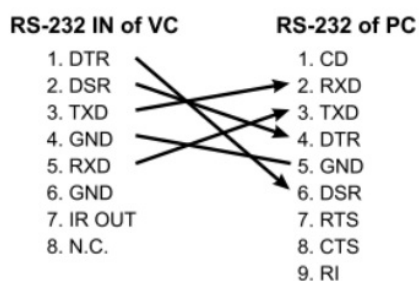 RS-232 IN of VC
1. DTR
2. DSR
3. TXD
4. GND
5. RXD
6. GND
7. IR OUT
8. N.C.
RS-232 of PC
1. CD
2. RXD
3. TXD
4. DTR
5. GND
6. DSR
7. RTS
8. CTS
9. RI